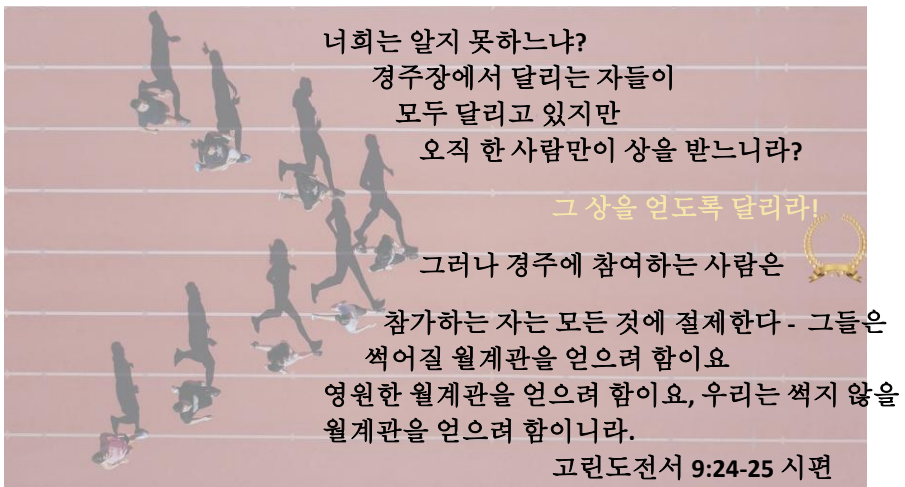 너희는 알지 못하느냐?
경주장에서 달리는 자들이
모두 달리고 있지만
오직 한 사람만이 상을 받느니라?
그 상을 얻도록 달리라!
그러나 경주에 참여하는 사람은
참가하는 자는 모든 것에 절제한다 - 그들은
썩어질 월계관을 얻으려 함이요
영원한 월계관을 얻으려 함이요, 우리는 썩지 않을
월계관을 얻으려 함이니라.
고린도전서 9:24-25 시편